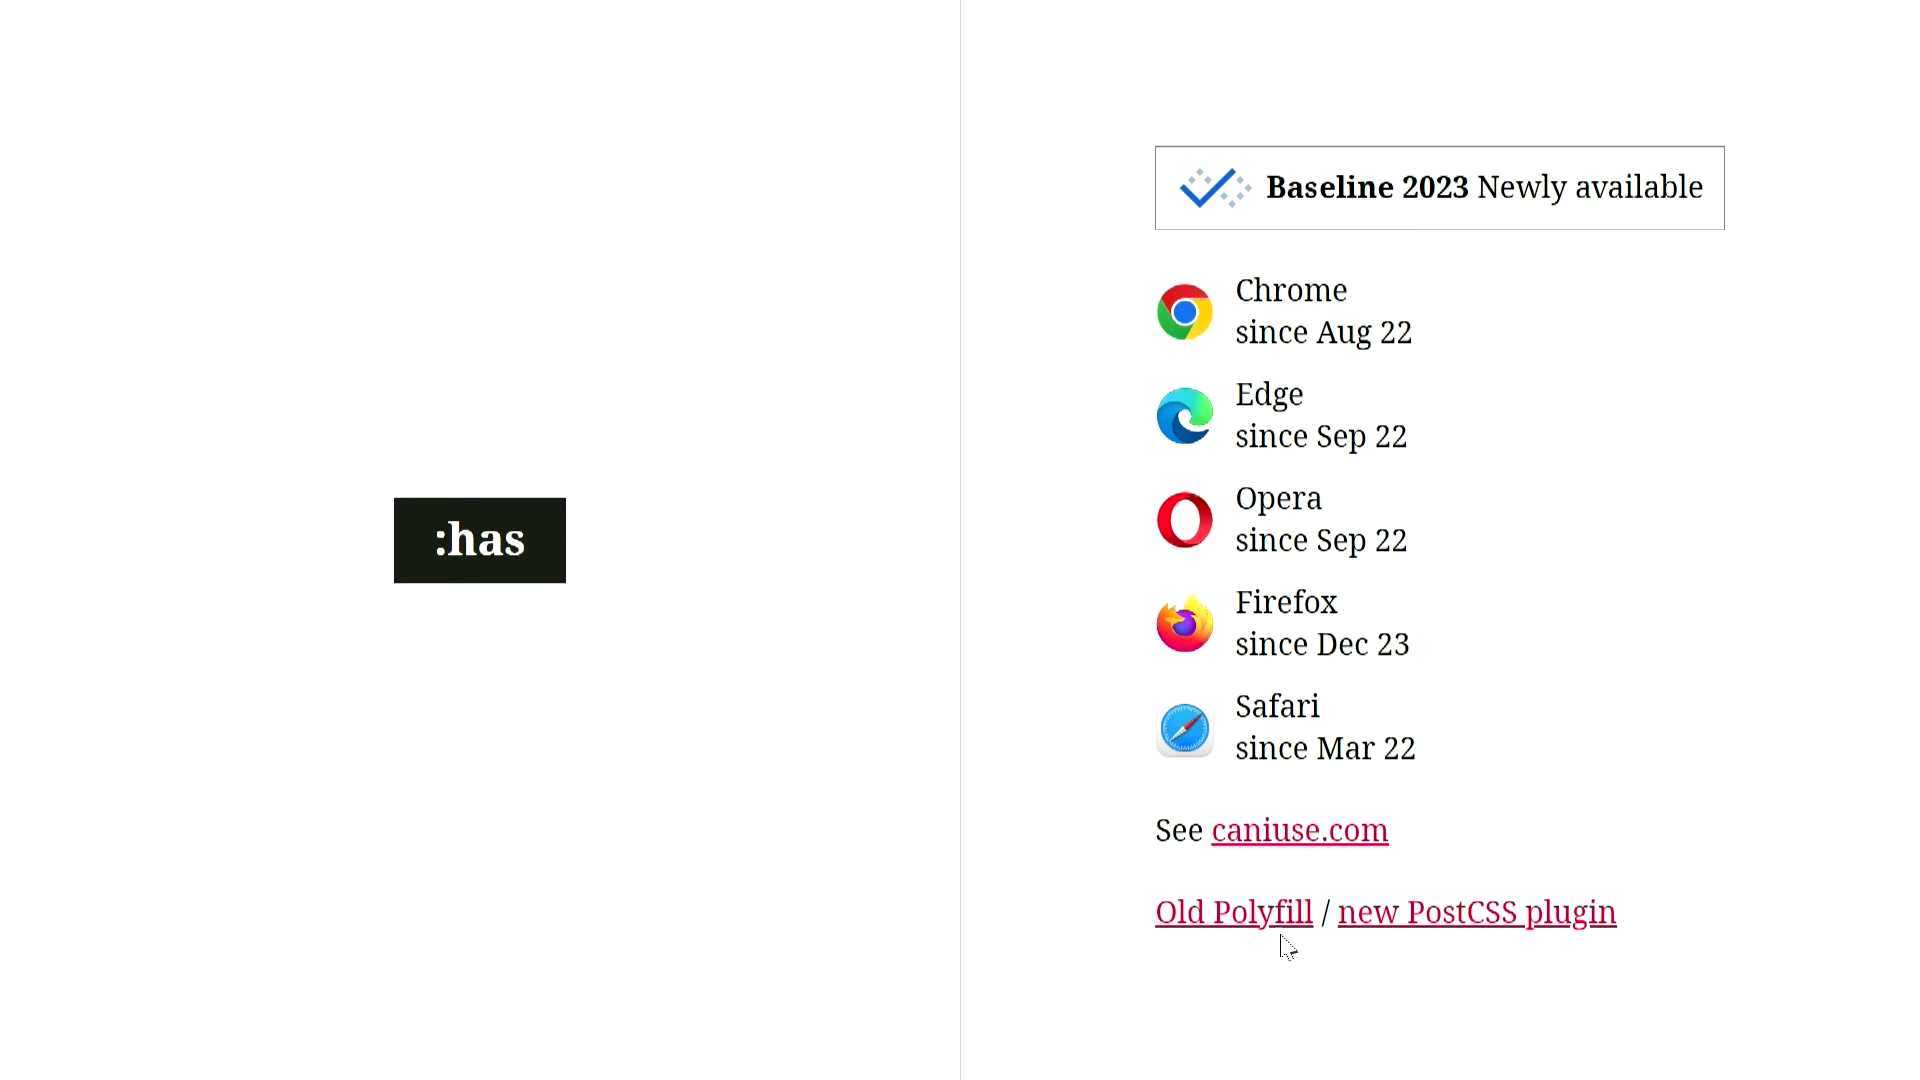 :has
Baseline 2023 Newly available
Chrome
since Aug 22
Edge
since Sep 22
Opera
since Sep 22
Firefox
since Dec 23
Safari
since Mar 22
See caniuse.com
Old Polyfill / new PostCSS plugin